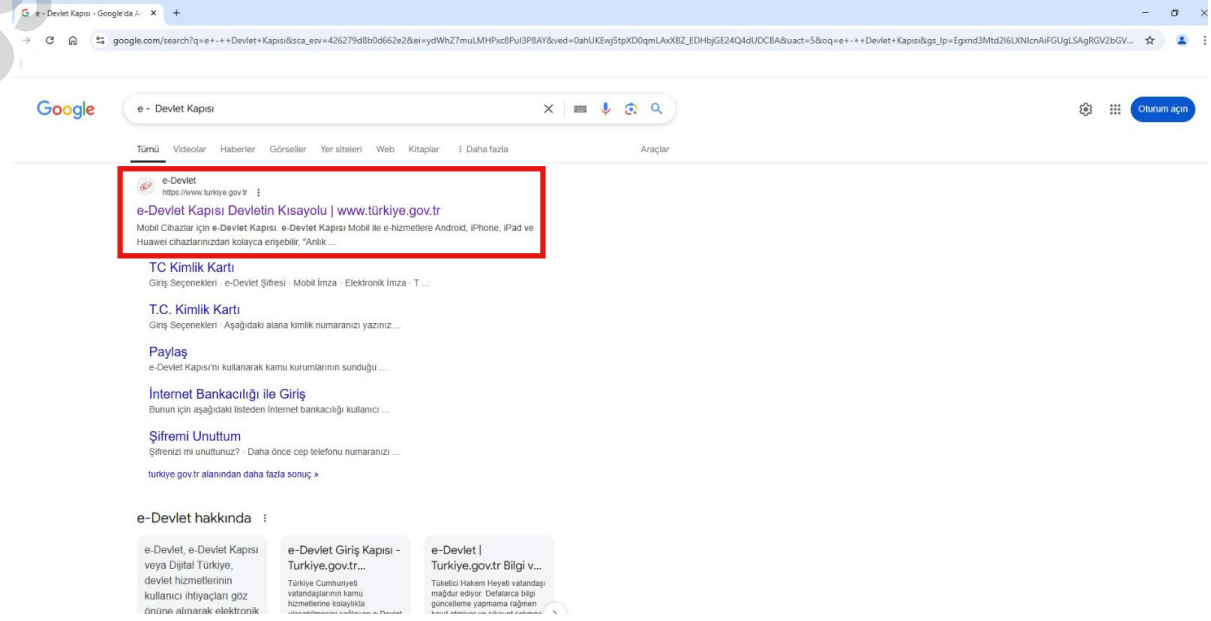 e - Devlet Kapısı - Google'da A
google.com/search?q=e+-++Devlet+Kapısı&sca_esv=426279d8b0d662e2&ei=ydWhZ7muLMHPxc8PuI3P8AY&ved=0ahUKEwj5tpXD0qmLAxXBZ_EDHbjGE24Q4dUDCBA&uact=5&oq=e+-++Devlet+Kapısı&gs_lp=Egxnd3Mtd2l6LXNlcnAiFGUgLSAgRGV2bGV...
Google
e - Devlet Kapısı
Oturum açın
Tümü Videolar Haberler Görseller Yer siteleri Web Kitaplar Daha fazla Araçlar
e-Devlet
https://www.turkiye.gov.tr
e-Devlet Kapısı Devletin Kısayolu | www.türkiye.gov.tr
Mobil Cihazlar için e-Devlet Kapısı. e-Devlet Kapısı Mobil ile e-hizmetlere Android, iPhone, iPad ve
Huawei cihazlarınızdan kolayca erişebilir, "Anlık ...
TC Kimlik Kartı
Giriş Seçenekleri · e-Devlet Şifresi · Mobil İmza · Elektronik İmza · T ...
T.C. Kimlik Kartı
Giriş Seçenekleri · Aşağıdaki alana kimlik numaranızı yazınız ...
Paylaş
e-Devlet Kapısı'nı kullanarak kamu kurumlarının sunduğu ...
İnternet Bankacılığı ile Giriş
Bunun için aşağıdaki listeden İnternet bankacılığı kullanıcı ...
Şifremi Unuttum
Şifrenizi mi unuttunuz? · Daha önce cep telefonu numaranızı ...
turkiye.gov.tr alanından daha fazla sonuç »
e-Devlet hakkında
e-Devlet, e-Devlet Kapısı
veya Dijital Türkiye,
devlet hizmetlerinin
kullanıcı ihtiyaçları göz
önüne alınarak elektronik
e-Devlet Giriş Kapısı -
Turkiye.gov.tr...
Türkiye Cumhuriyeti
vatandaşlarının kamu
hizmetlerine kolaylıkla
ulaşabilmesini sağlayan e-Devlet
e-Devlet |
Turkiye.gov.tr Bilgi v...
Tüketici Hakem Heyeti vatandaşı
mağdur ediyor. Defalarca bilgi
güncelleme yapmama rağmen